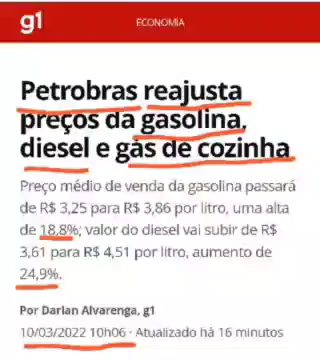 g1
ECONOMIA
Petrobras reajusta
preços da gasolina,
diesel e gás de cozinha
Preço médio de venda da gasolina passará
de R$ 3,25 para R$ 3,86 por litro, uma alta
de 18,8%; valor do diesel vai subir de R$
3,61 para R$ 4,51 por litro, aumento de
24,9%.
Por Darlan Alvarenga, g1
10/03/2022 10h06 · Atualizado há 16 minutos